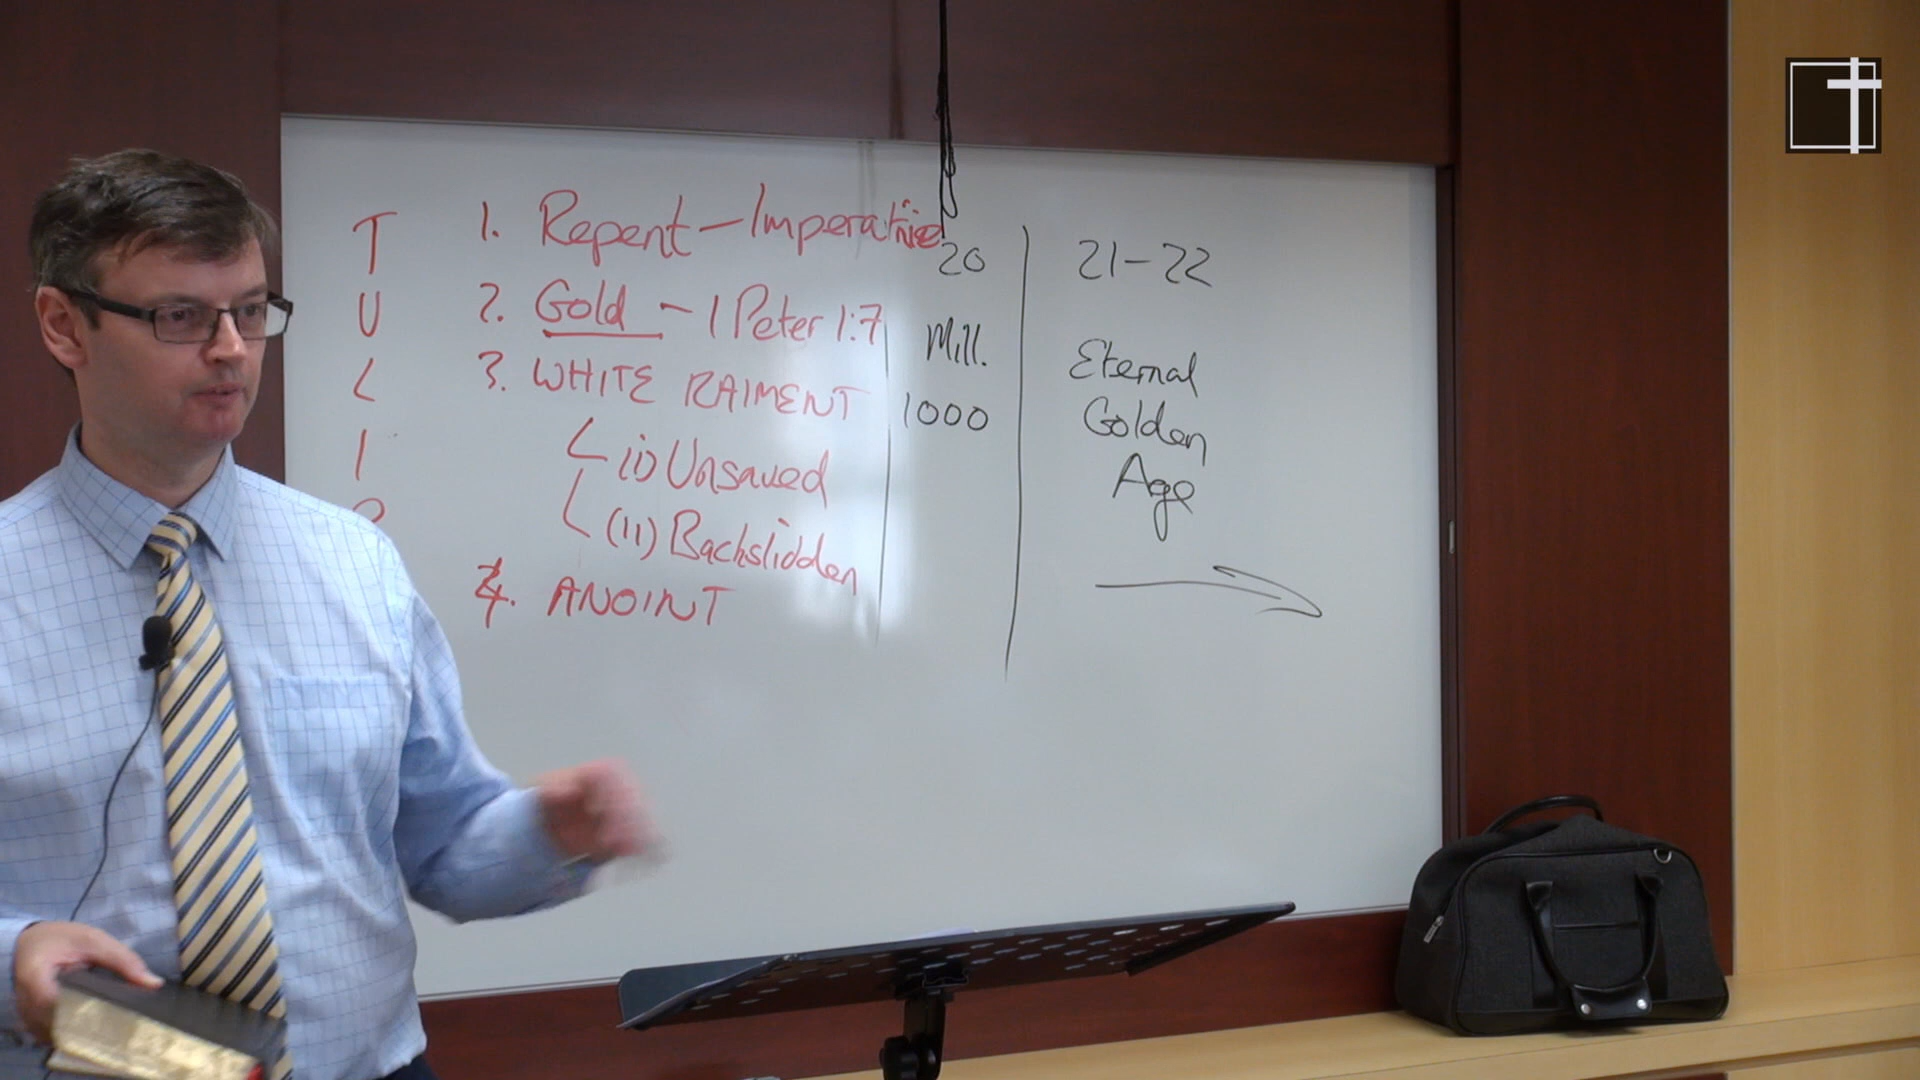 T
U
L
I
1. Repent – Imperative
2. Gold – 1 Peter 1:7
3. WHITE RAIMENT
(i) Unsaved
(11) Backslidden
4. ANOINT
20
Mill.
1000
21–22
Eternal
Golden
Age